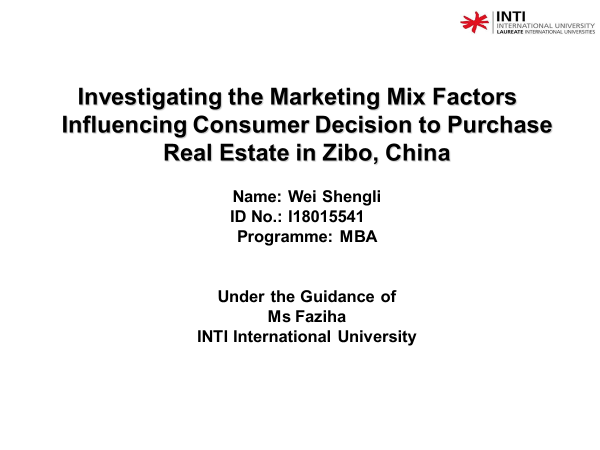 INTI
INTERNATIONAL UNIVERSITY
LAUREATE INTERNATIONAL UNIVERSITIES
Investigating the Marketing Mix Factors
Influencing Consumer Decision to Purchase
Real Estate in Zibo, China
Name: Wei Shengli
ID No.: I18015541
Programme: MBA
Under the Guidance of
Ms Faziha
INTI International University